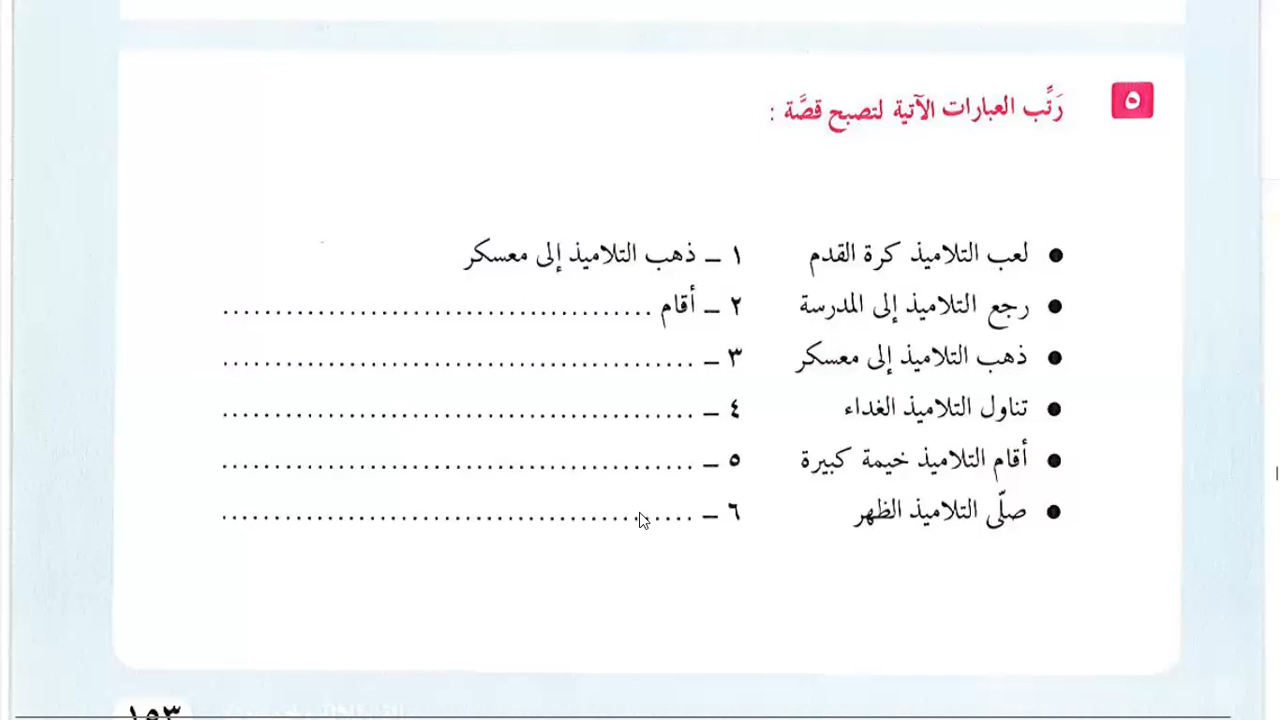 ٥ رَتِّب العبارات الآتية لتصبح قصَّة :
● لعب التلاميذ كرة القدم ١ ـ ذهب التلاميذ إلى معسكر
● رجع التلاميذ إلى المدرسة ٢ ـ أقام ........................................
● ذهب التلاميذ إلى معسكر ٣ ـ ........................................
● تناول التلاميذ الغداء ٤ ـ ........................................
● أقام التلاميذ خيمة كبيرة ٥ ـ ........................................
● صلّى التلاميذ الظهر ٦ ـ ........................................
١٥٣